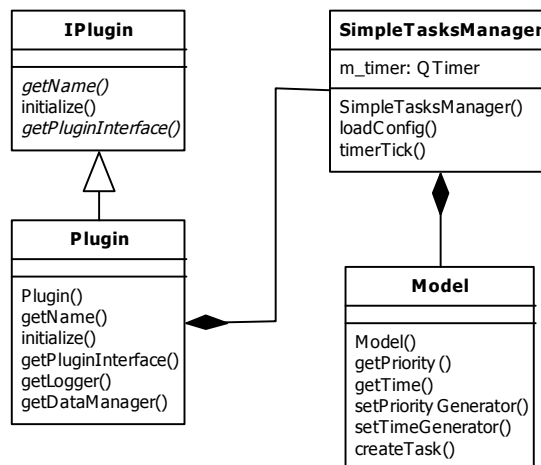 IPlugin
getName()
initialize()
getPluginInterface()
Plugin
Plugin()
getName()
initialize()
getPluginInterface()
getLogger()
getDataManager()
SimpleTasksManager
m_timer: QTimer
SimpleTasksManager()
loadConfig()
timerTick()
Model
Model()
getPriority()
getTime()
setPriorityGenerator()
setTimeGenerator()
createTask()